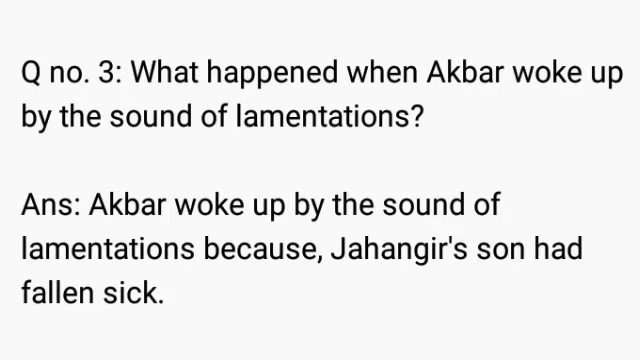 Q no. 3: What happened when Akbar woke up
by the sound of lamentations?
Ans: Akbar woke up by the sound of
lamentations because, Jahangir's son had
fallen sick.